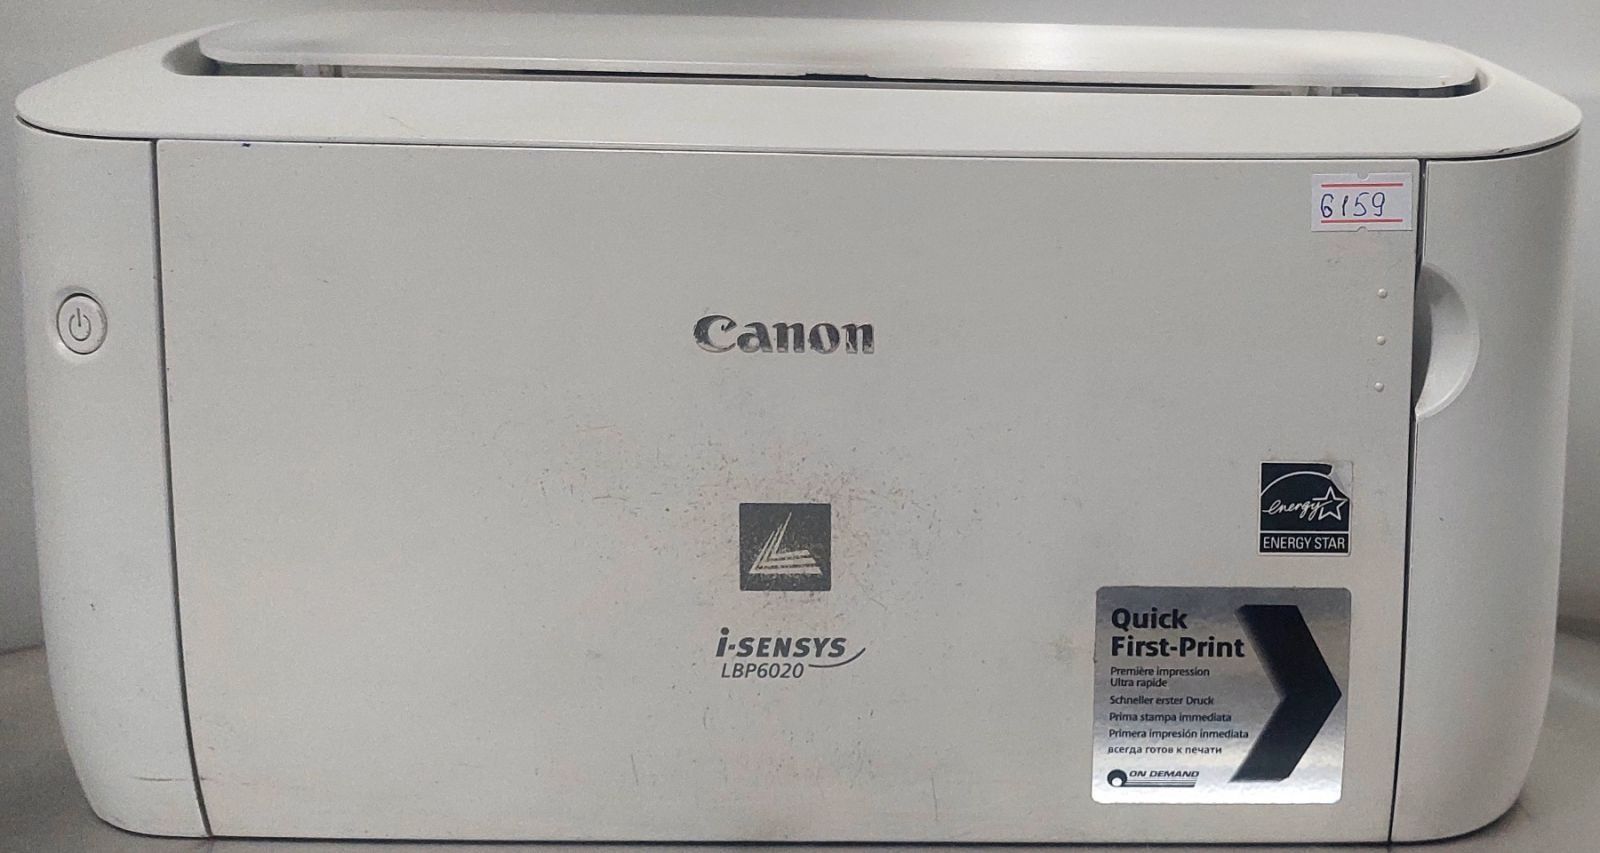 6159
Canon
energy
ENERGY STAR
i-SENSYS
LBP6020
Quick
First-Print
Première impression
Ultra rapide
Schneller erster Druck
Prima stampa immediata
Primera impresión inmediata
всегда готов к печати
ON DEMAND